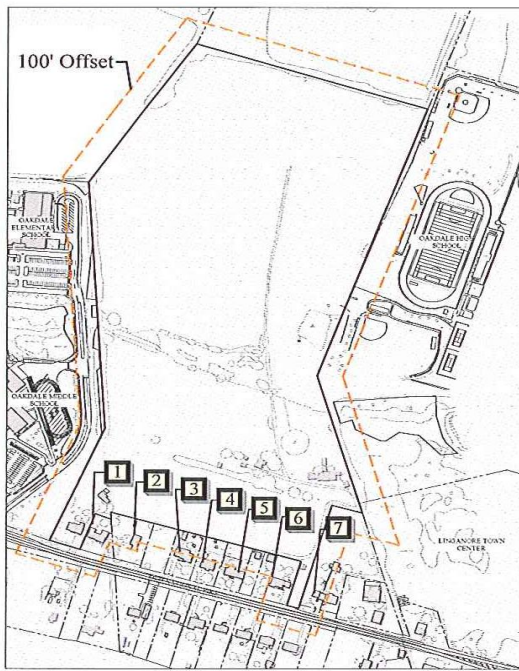 100' Offset
OAKDALE
ELEMENTARY
SCHOOL
OAKDALE HIGH
SCHOOL
OAKDALE MIDDLE
SCHOOL
1
2
3
4
5
6
7
LINGANORE TOWN
CENTER